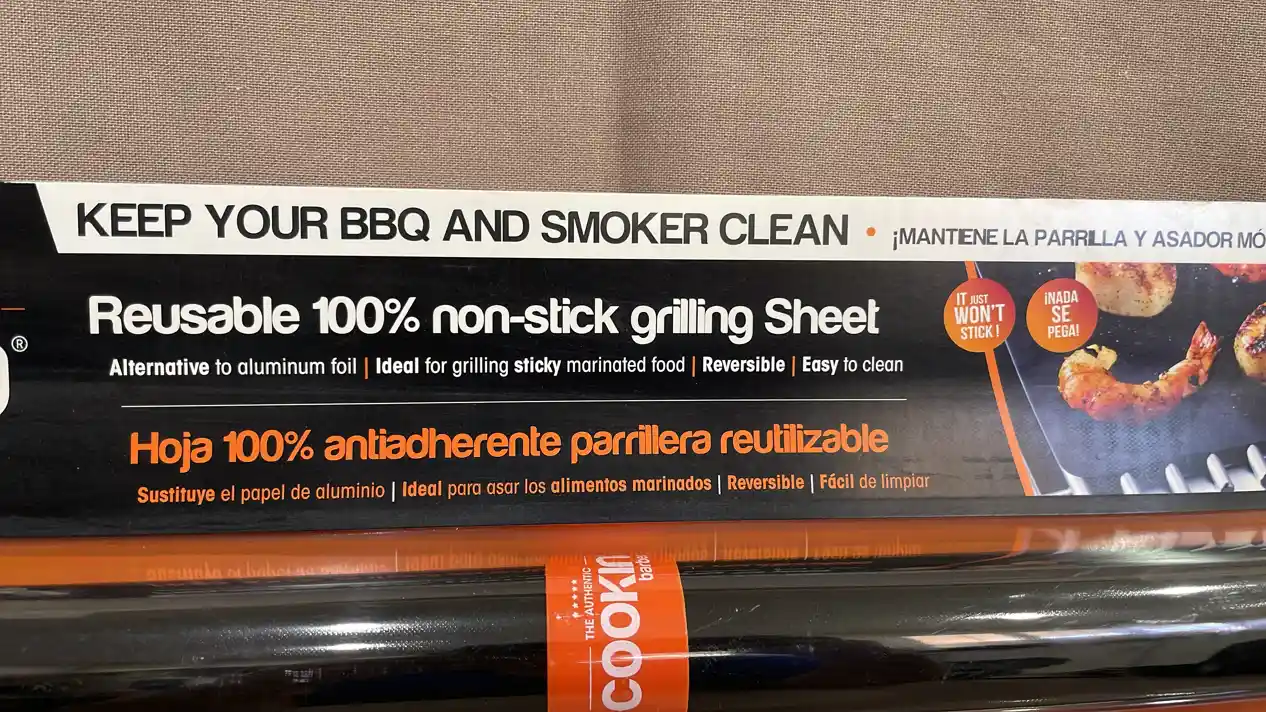 KEEP YOUR BBQ AND SMOKER CLEAN • ¡MANTIENE LA PARRILLA Y ASADOR
®
Reusable 100% non-stick grilling Sheet
Alternative to aluminum foil | Ideal for grilling sticky marinated food | Reversible | Easy to clean
IT JUST
WON'T
STICK!
¡NADA
SE
PEGA!
Hoja 100% antiadherente parrillera reutilizable
Sustituye el papel de aluminio | Ideal para asar los alimentos marinados | Reversible | Fácil de limpiar
THE AUTHENTIC